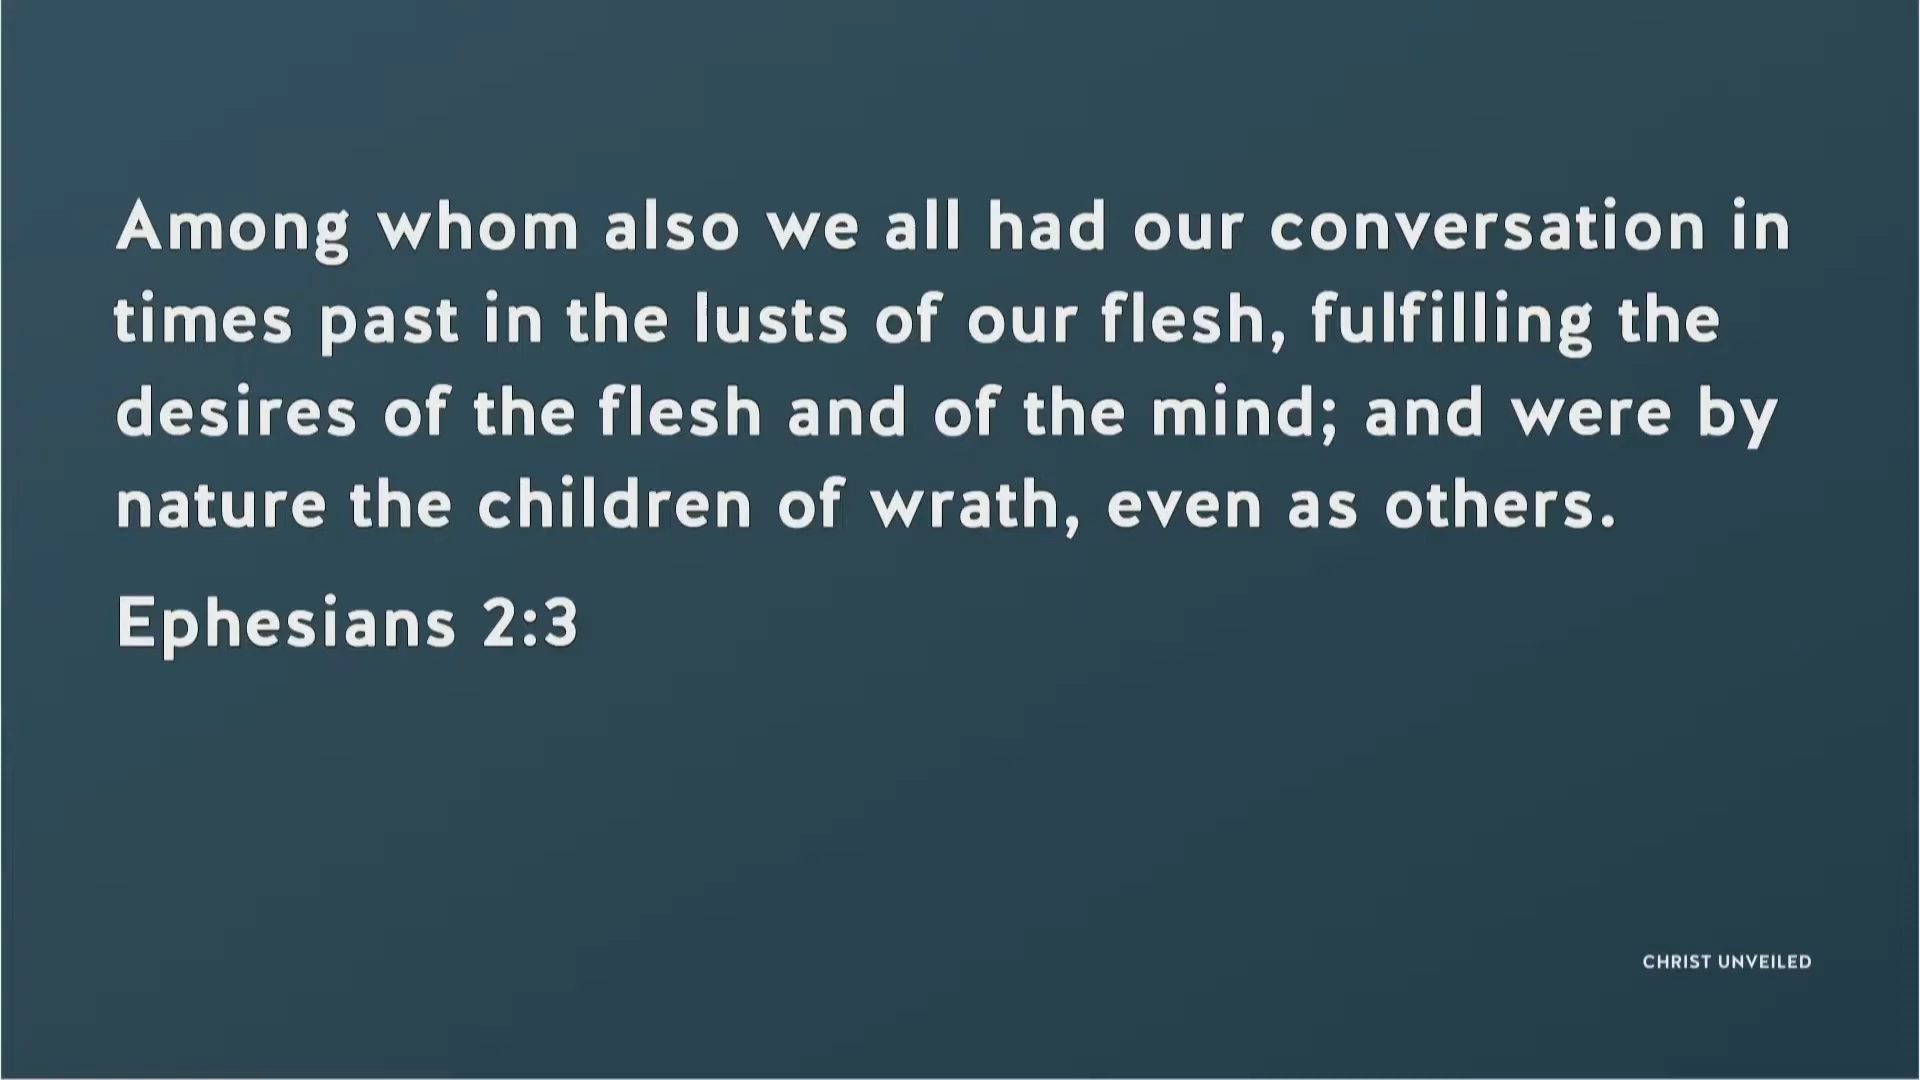 Among whom also we all had our conversation in
times past in the lusts of our flesh, fulfilling the
desires of the flesh and of the mind; and were by
nature the children of wrath, even as others.
Ephesians 2:3
CHRIST UNVEILED